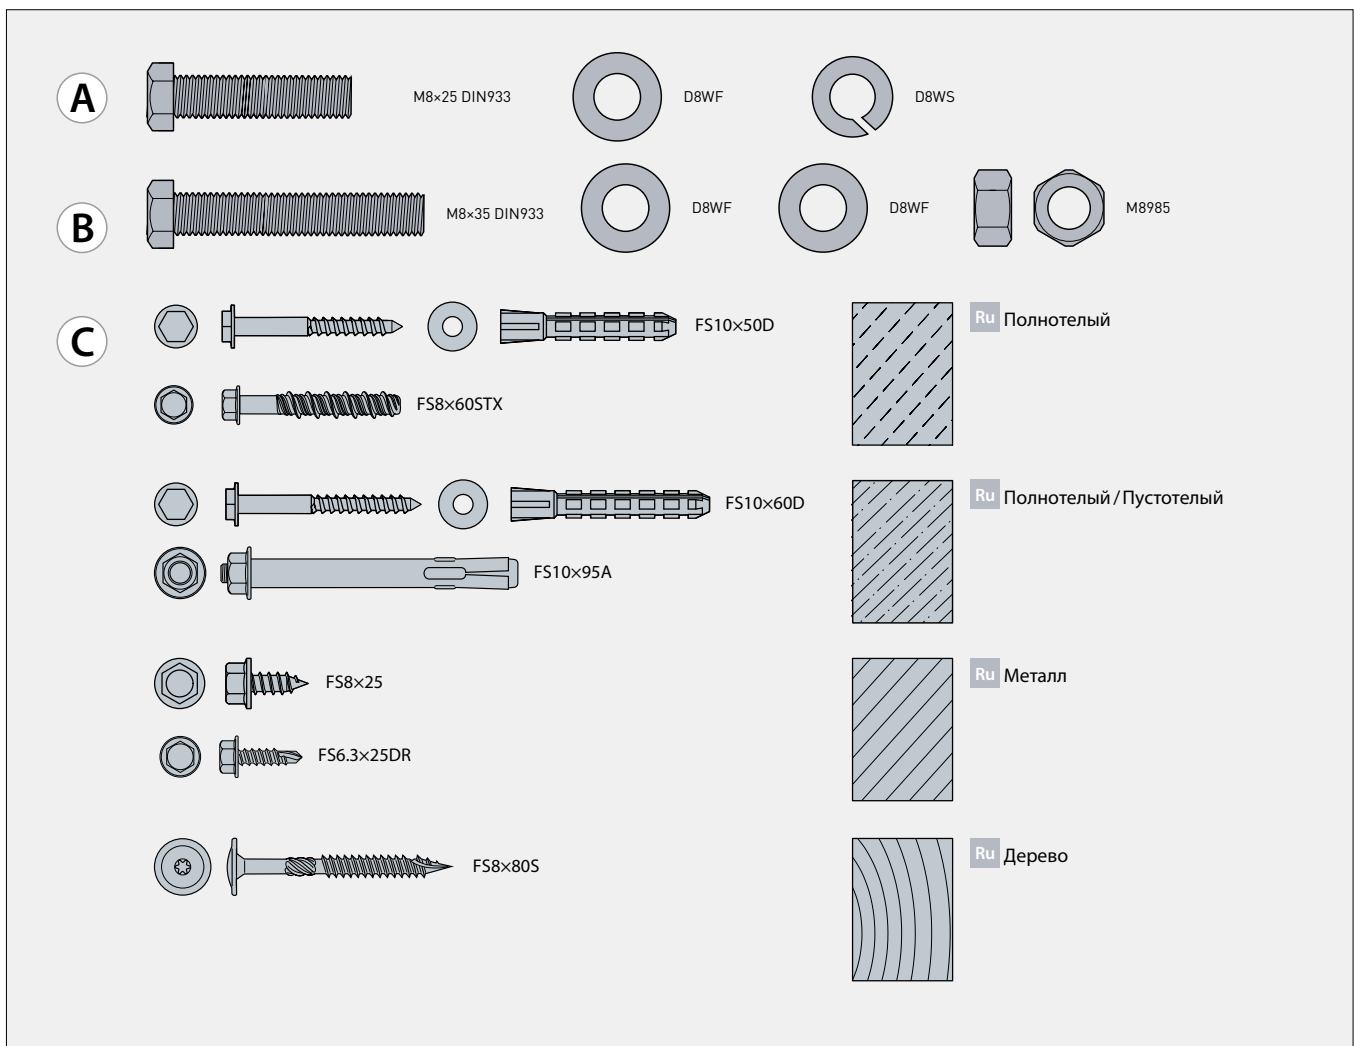 A
M8×25 DIN933
D8WF
D8WS
B
M8×35 DIN933
D8WF
D8WF
M8985
C
FS10×50D
Ru Полнотелый
FS8×60STX
FS10×60D
Ru Полнотелый / Пустотелый
FS10×95A
FS8×25
Ru Металл
FS6.3×25DR
FS8×80S
Ru Дерево